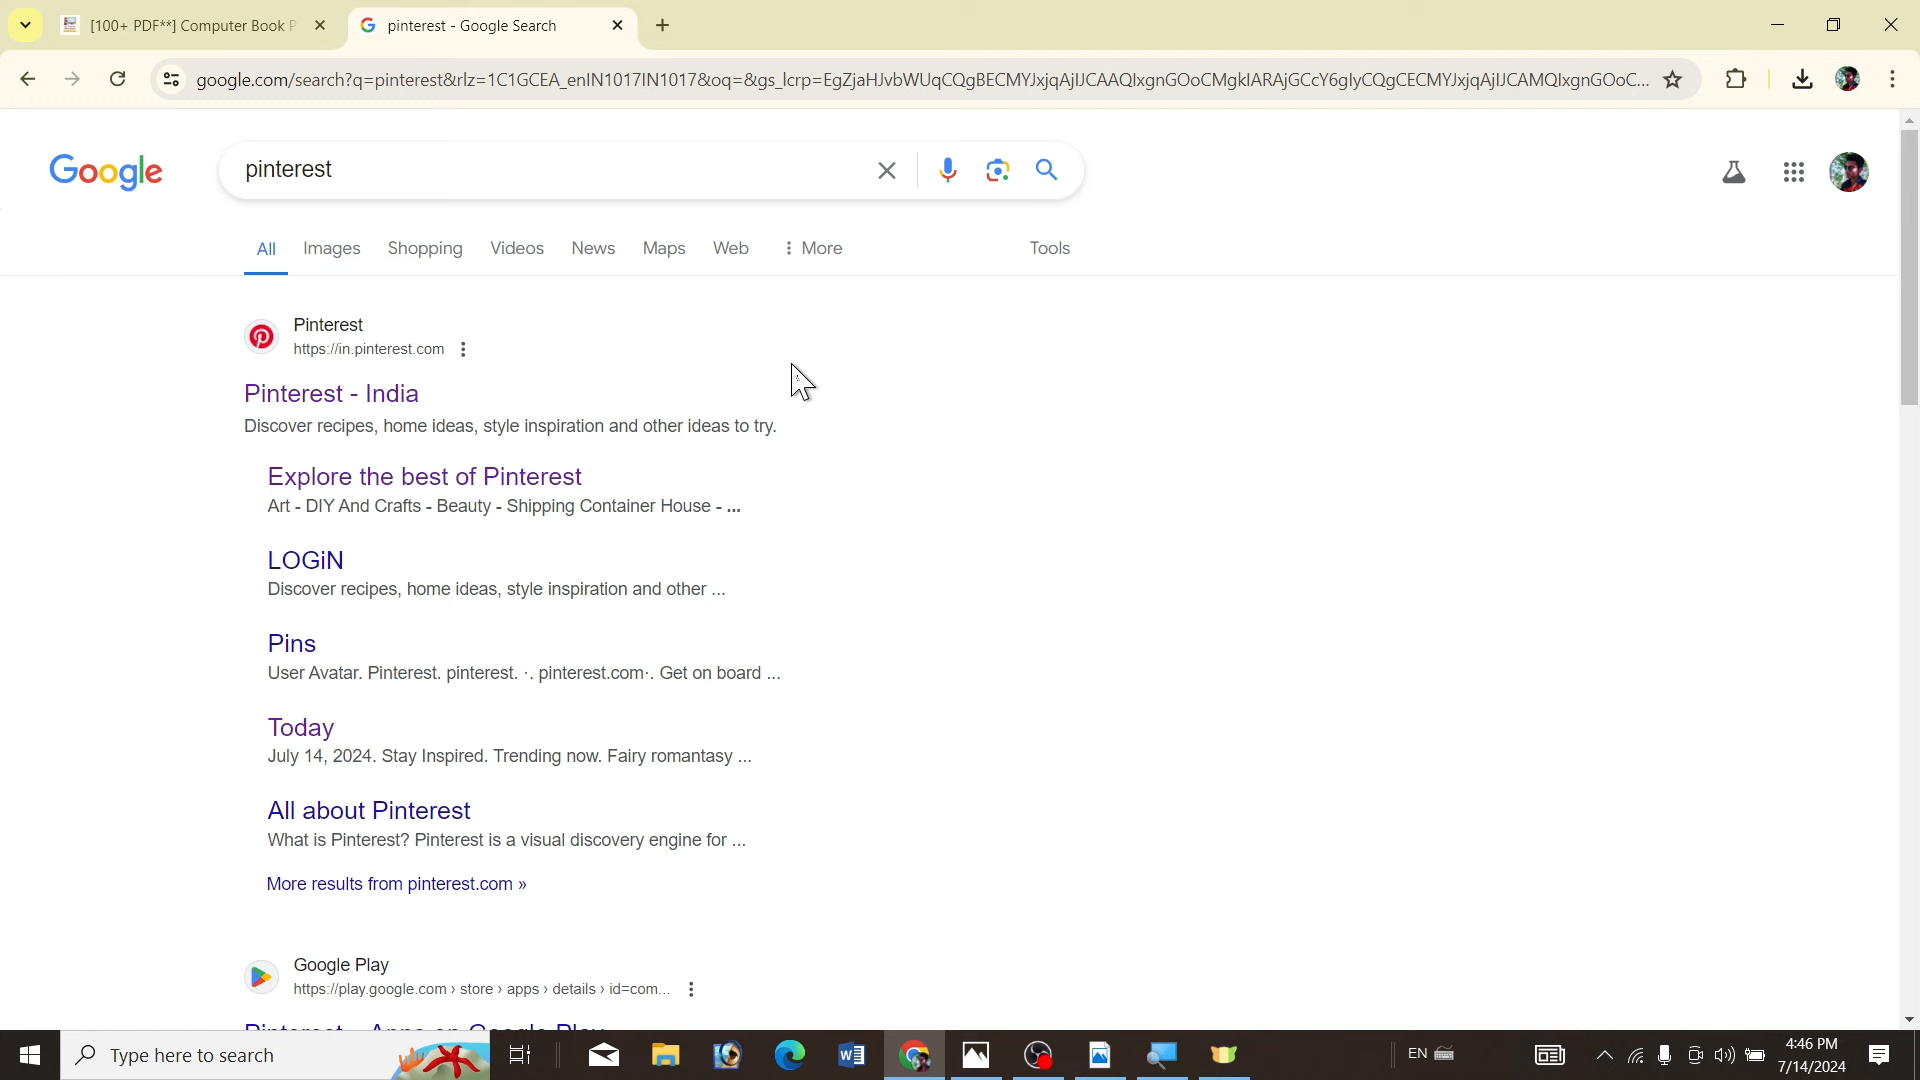 [100+ PDF**] Computer Book P
pinterest - Google Search
google.com/search?q=pinterest&rlz=1C1GCEA_enIN1017IN1017&oq=&gs_lcrp=EgZjaHJvbWUqCQgBECMYJxjqAjIJCAAQIxgnGOoCMgkIARAjGCcY6gIyCQgCECMYJxjqAjIJCAMQIxgnGOoC...
Google
pinterest
All Images Shopping Videos News Maps Web More Tools
Pinterest
https://in.pinterest.com
Pinterest - India
Discover recipes, home ideas, style inspiration and other ideas to try.
Explore the best of Pinterest
Art - DIY And Crafts - Beauty - Shipping Container House - ...
LOGiN
Discover recipes, home ideas, style inspiration and other ...
Pins
User Avatar. Pinterest. pinterest. ·. pinterest.com·. Get on board ...
Today
July 14, 2024. Stay Inspired. Trending now. Fairy romantasy ...
All about Pinterest
What is Pinterest? Pinterest is a visual discovery engine for ...
More results from pinterest.com »
Google Play
https://play.google.com › store › apps › details › id=com...
Pinterest - Apps on Google Play
Type here to search
EN
4:46 PM
7/14/2024